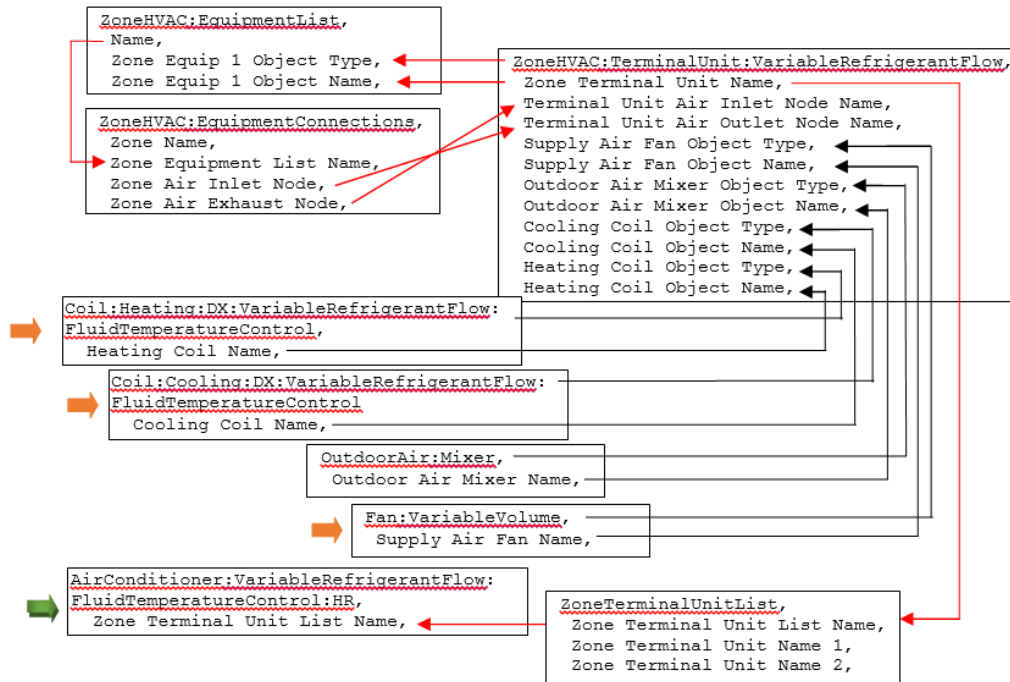 ZoneHVAC:EquipmentList,
Name,
Zone Equip 1 Object Type,
Zone Equip 1 Object Name,
ZoneHVAC:EquipmentConnections,
Zone Name,
Zone Equipment List Name,
Zone Air Inlet Node,
Zone Air Exhaust Node,
ZoneHVAC:TerminalUnit:VariableRefrigerantFlow,
Zone Terminal Unit Name,
Terminal Unit Air Inlet Node Name,
Terminal Unit Air Outlet Node Name,
Supply Air Fan Object Type,
Supply Air Fan Object Name,
Outdoor Air Mixer Object Type,
Outdoor Air Mixer Object Name,
Cooling Coil Object Type,
Cooling Coil Object Name,
Heating Coil Object Type,
Heating Coil Object Name,
Coil:Heating:DX:VariableRefrigerantFlow:
FluidTemperatureControl,
Heating Coil Name,
Coil:Cooling:DX:VariableRefrigerantFlow:
FluidTemperatureControl
Cooling Coil Name,
OutdoorAir:Mixer,
Outdoor Air Mixer Name,
Fan:VariableVolume,
Supply Air Fan Name,
AirConditioner:VariableRefrigerantFlow:
FluidTemperatureControl:HR,
Zone Terminal Unit List Name,
ZoneTerminalUnitList,
Zone Terminal Unit List Name,
Zone Terminal Unit Name 1,
Zone Terminal Unit Name 2,